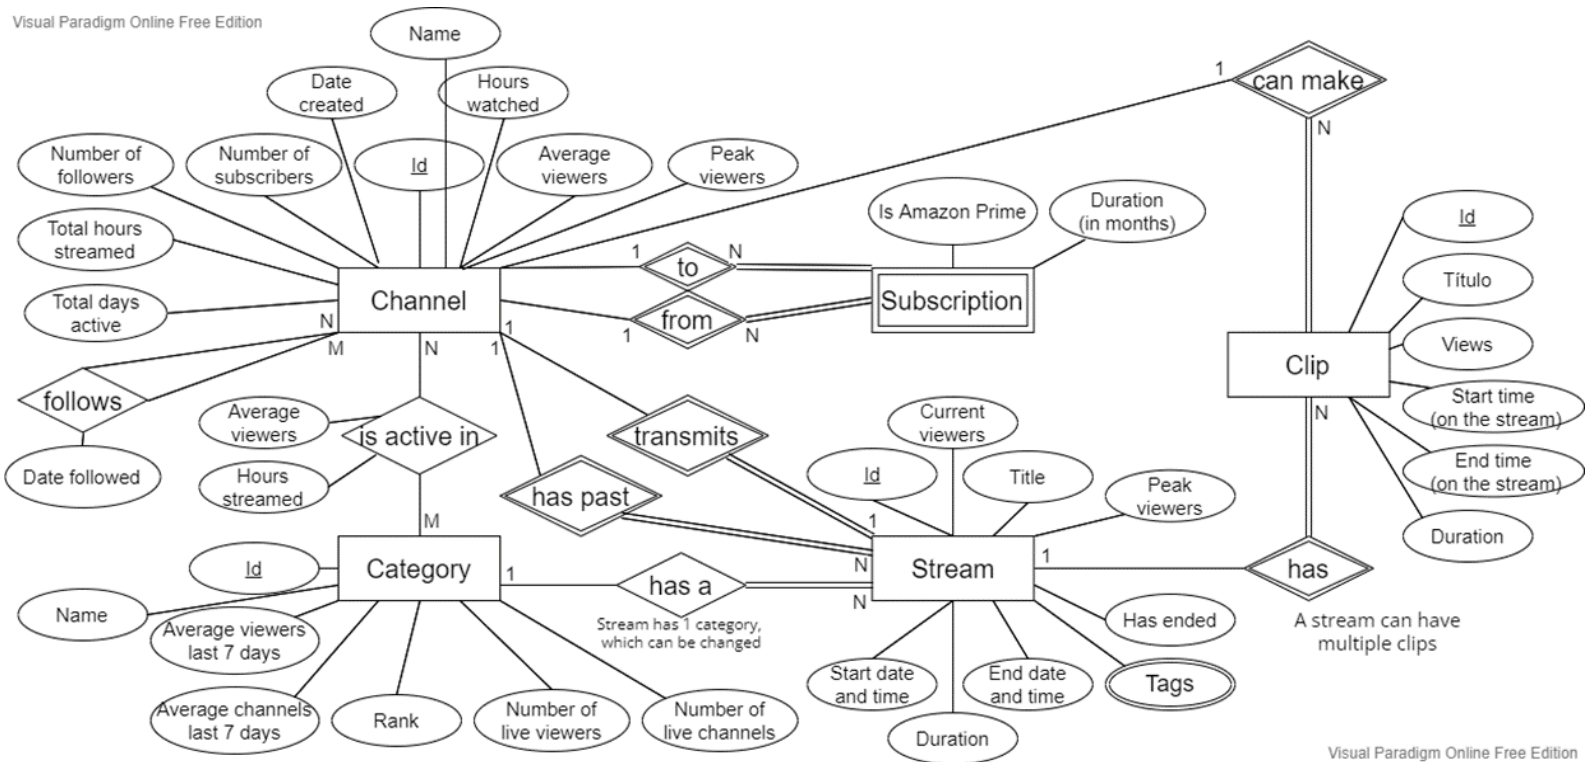 Visual Paradigm Online Free Edition
Name
Date
created
Hours
watched
Number of
followers
Number of
subscribers
Id
Average
viewers
Peak
viewers
1
can make
N
Total hours
streamed
Is Amazon Prime
Duration
(in months)
Id
Total days
active
Channel
1
to
N
Subscription
1
from
N
Título
Views
Clip
Start time
(on the stream)
End time
(on the stream)
Duration
N
M
N
1
1
N
follows
Date followed
Average
viewers
is active in
Hours
streamed
M
transmits
has past
Current
viewers
Id
Title
Peak
viewers
1
N
Id
Category
1
has a
N
Stream
1
has
Name
Average viewers
last 7 days
Stream has 1 category,
which can be changed
Has ended
A stream can have
multiple clips
Average channels
last 7 days
Rank
Number of
live viewers
Number of
live channels
Start date
and time
Duration
End date
and time
Tags
Visual Paradigm Online Free Edition